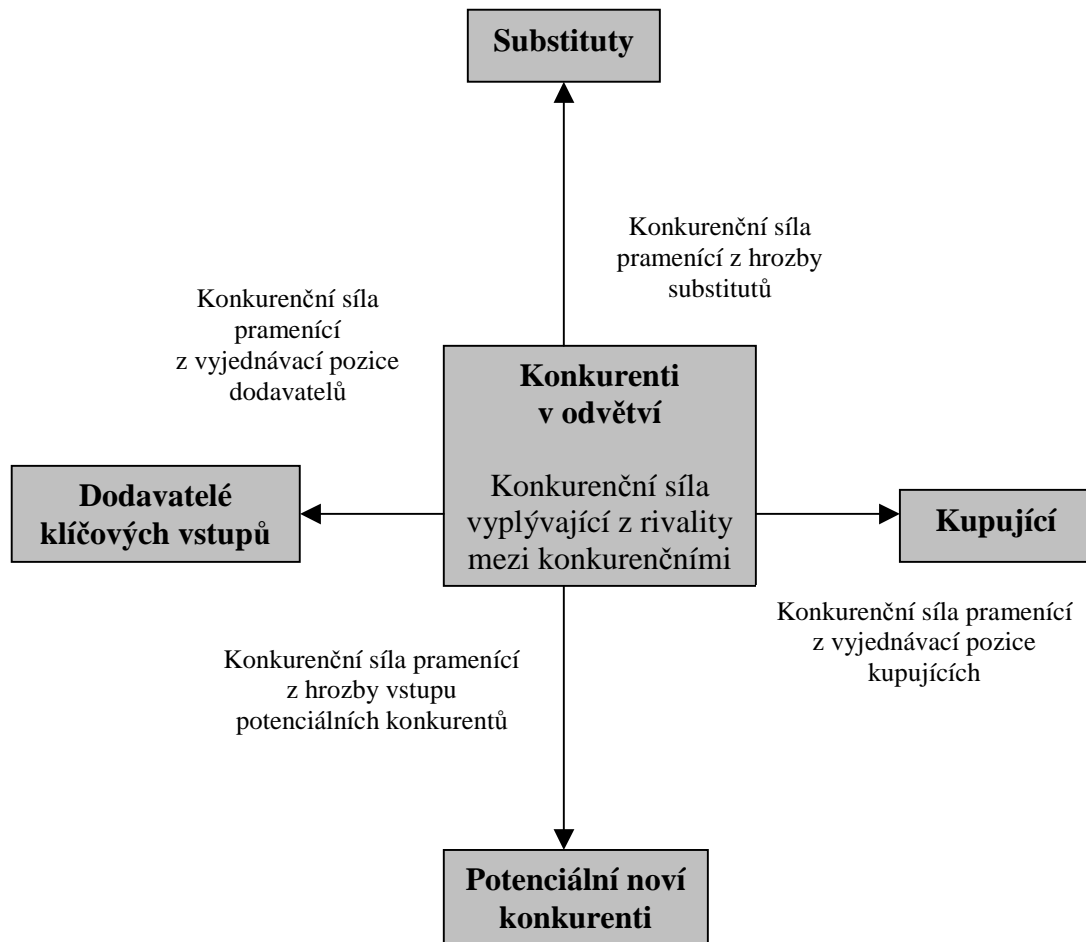 Substituty
Konkurenční síla
pramenící z hrozby
substitutů
Konkurenční síla
pramenící
z vyjednávací pozice
dodavatelů
Konkurenti
v odvětví
Konkurenční síla
vyplývající z rivality
mezi konkurenčními
Dodavatelé
klíčových vstupů
Kupující
Konkurenční síla pramenící
z vyjednávací pozice
kupujících
Konkurenční síla pramenící
z hrozby vstupu
potenciálních konkurentů
Potenciální noví
konkurenti